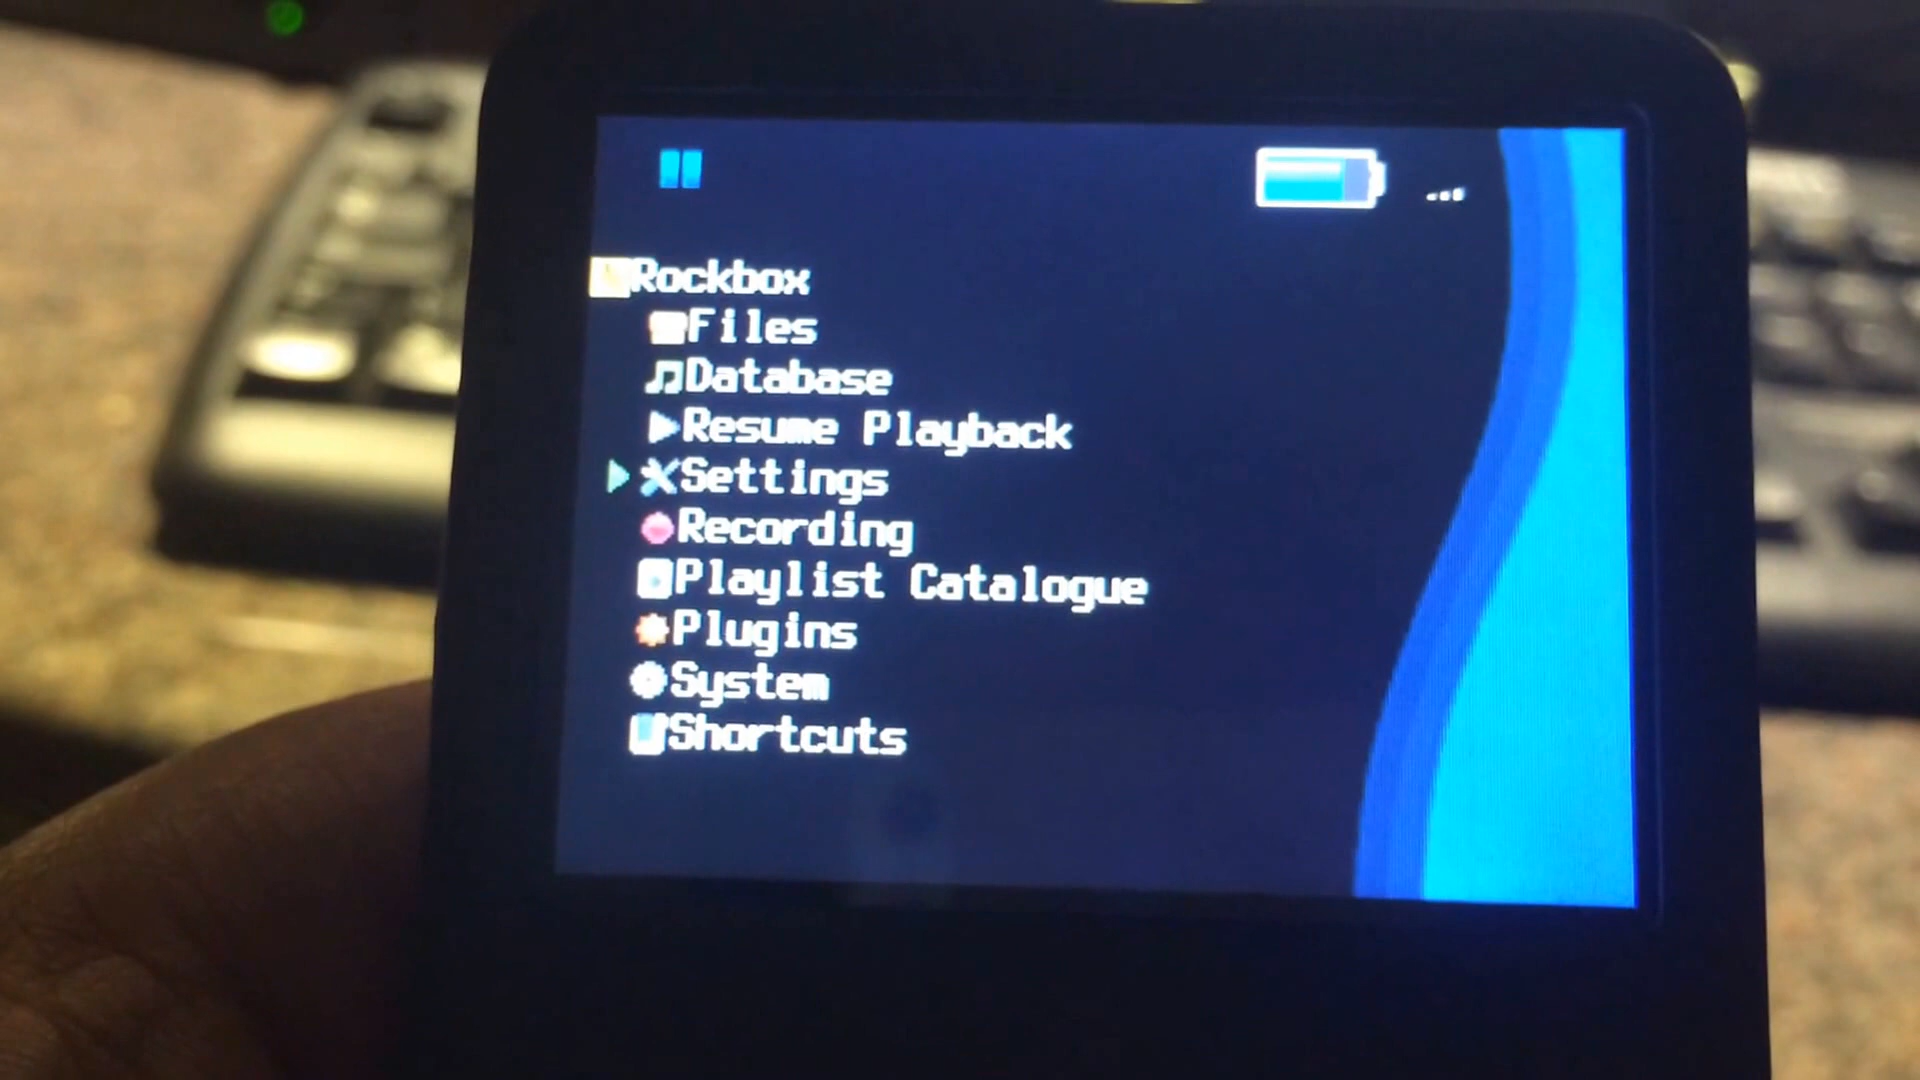 Rockbox
Files
Database
Resume Playback
Settings
Recording
Playlist Catalogue
Plugins
System
Shortcuts